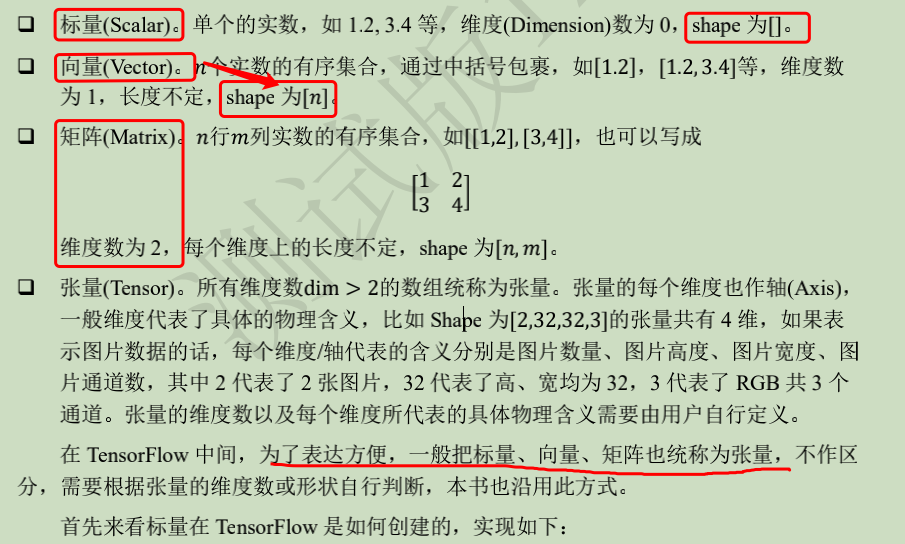 标量(Scalar)。单个的实数，如 1.2, 3.4 等，维度(Dimension)数为 0，shape 为[]。
向量(Vector)。n个实数的有序集合，通过中括号包裹，如[1.2]，[1.2, 3.4]等，维度数
为 1，长度不定，shape 为[n]。
矩阵(Matrix)。n行m列实数的有序集合，如[[1,2], [3,4]]，也可以写成
[1 2
3 4]
维度数为 2，每个维度上的长度不定，shape 为[n, m]。
张量(Tensor)。所有维度数dim > 2的数组统称为张量。张量的每个维度也作轴(Axis)，
一般维度代表了具体的物理含义，比如 Shape 为[2,32,32,3]的张量共有 4 维，如果表
示图片数据的话，每个维度/轴代表的含义分别是图片数量、图片高度、图片宽度、图
片通道数，其中 2 代表了 2 张图片，32 代表了高、宽均为 32，3 代表了 RGB 共 3 个
通道。张量的维度数以及每个维度所代表的具体物理含义需要由用户自行定义。
在 TensorFlow 中间，为了表达方便，一般把标量、向量、矩阵也统称为张量，不作区
分，需要根据张量的维度数或形状自行判断，本书也沿用此方式。
首先来看标量在 TensorFlow 是如何创建的，实现如下：
测试版